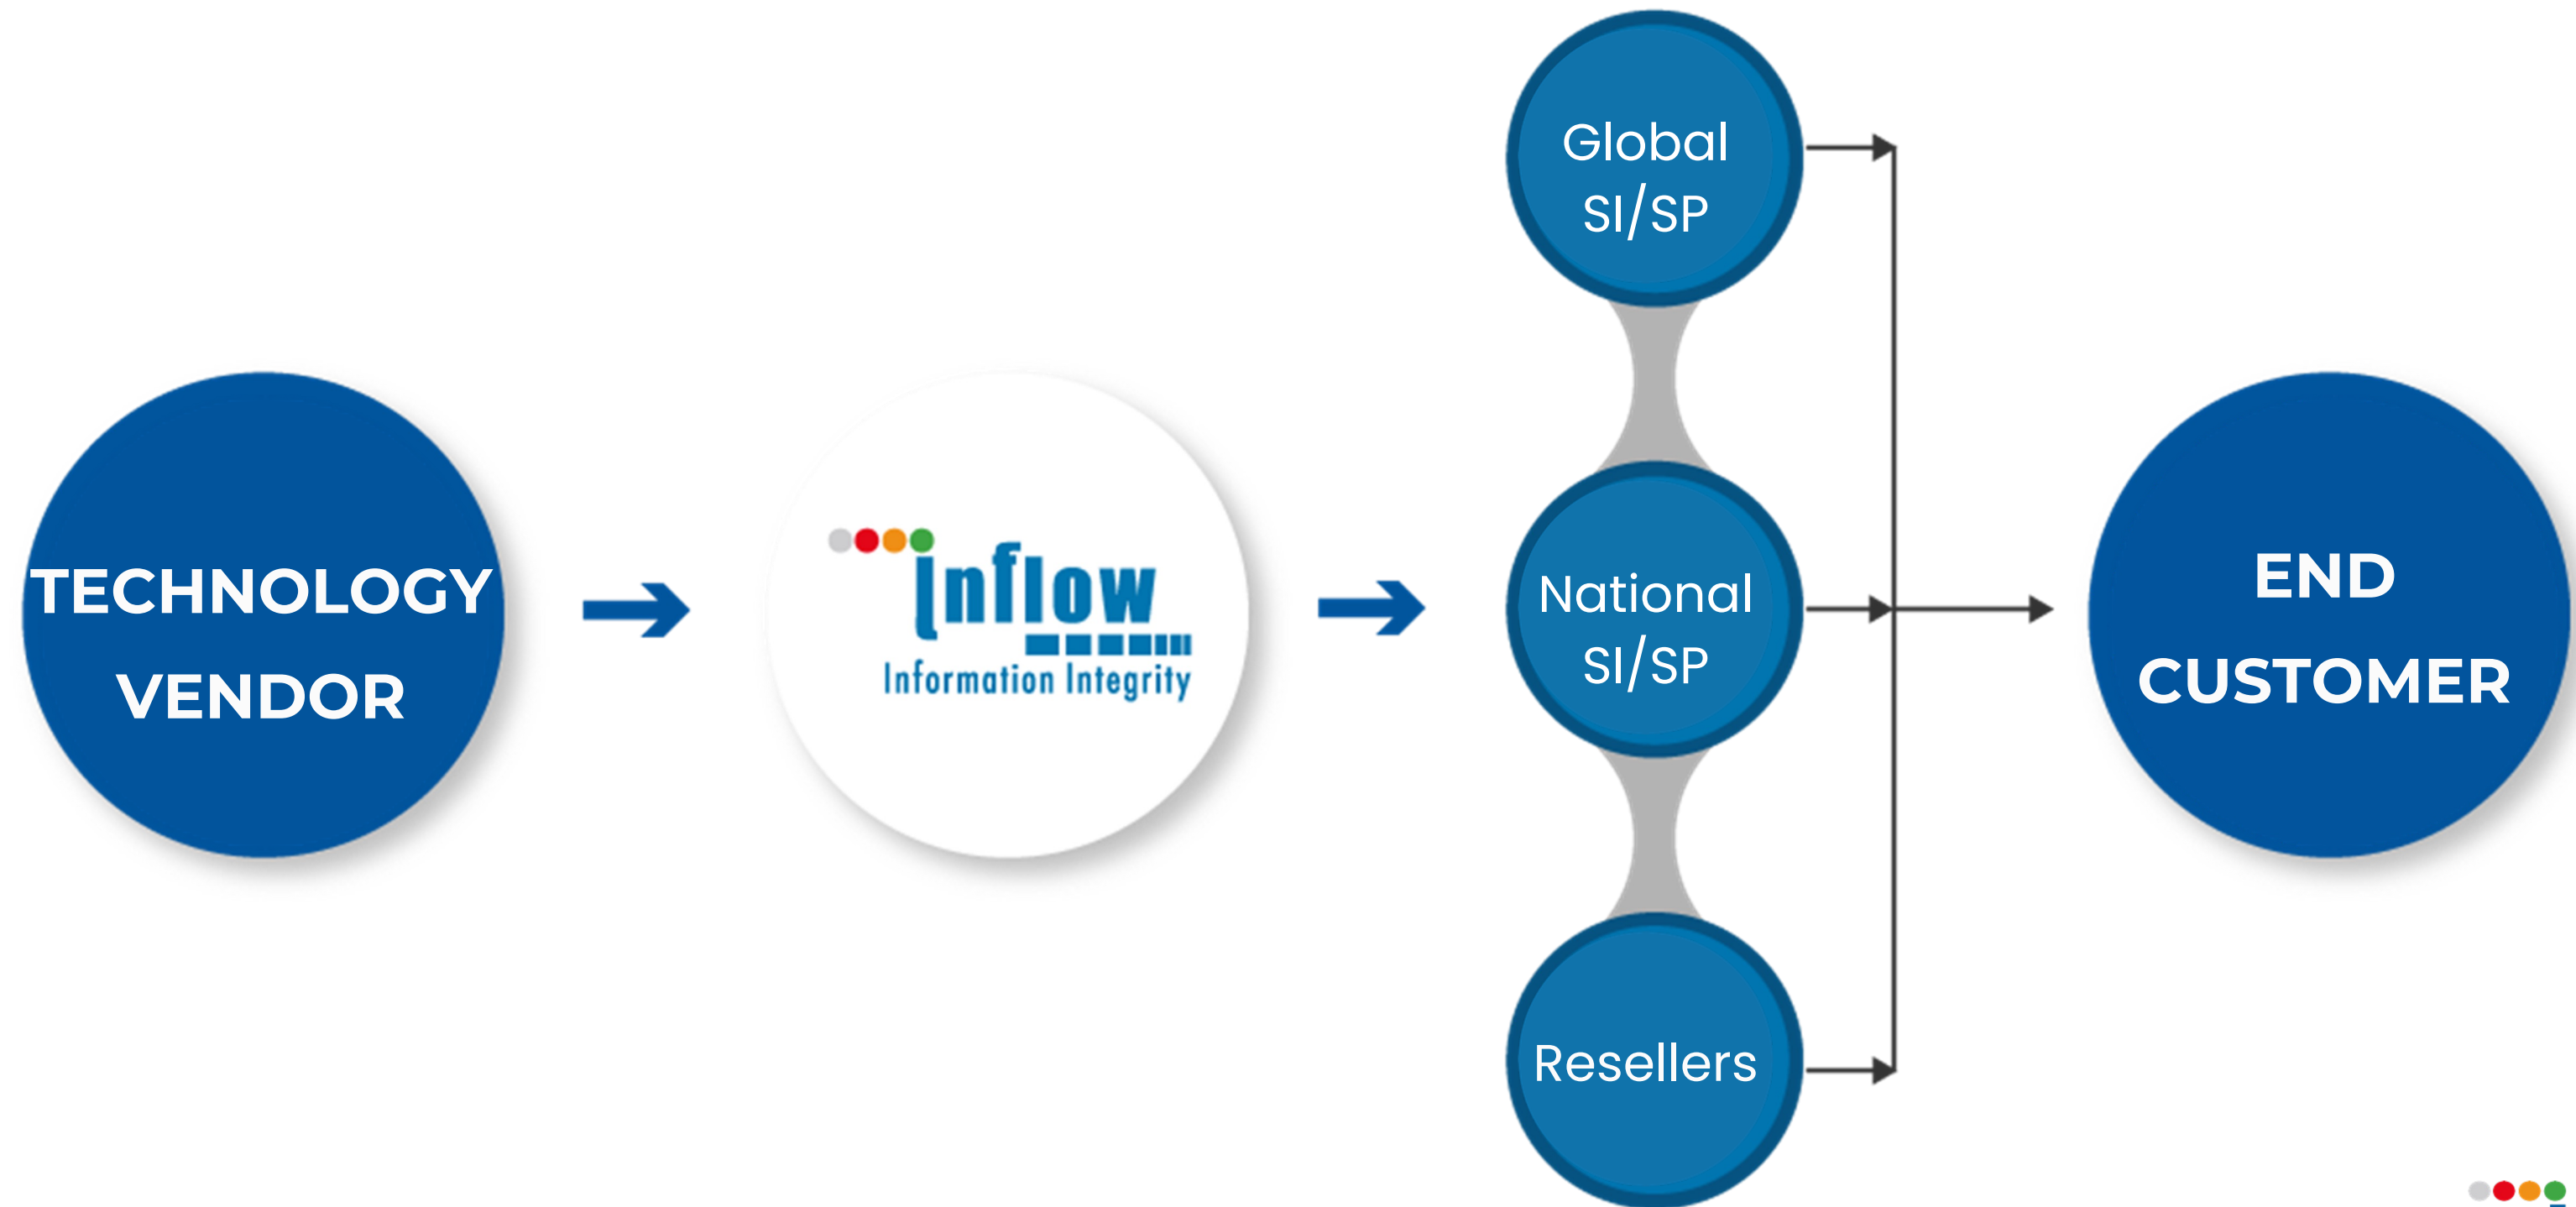 TECHNOLOGY
VENDOR
inflow
Information Integrity
Global
SI/SP
National
SI/SP
Resellers
END
CUSTOMER